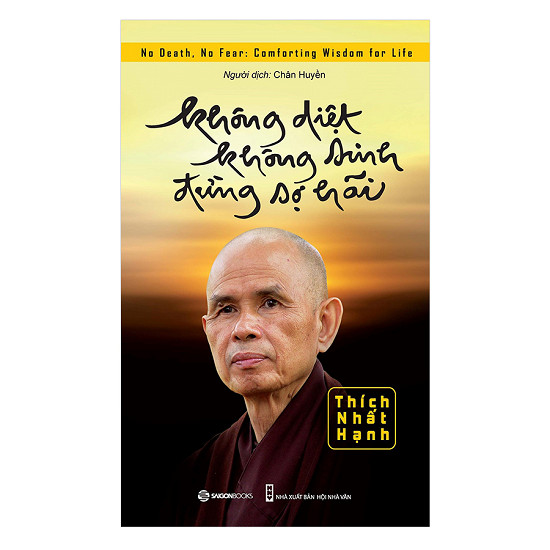 No Death, No Fear: Comforting Wisdom for Life
Người dịch: Chân Huyền
không diệt
không sinh
đừng sợ hãi
Thích
Nhất
Hạnh
SAIGONBOOKS
NHÀ XUẤT BẢN HỘI NHÀ VĂN